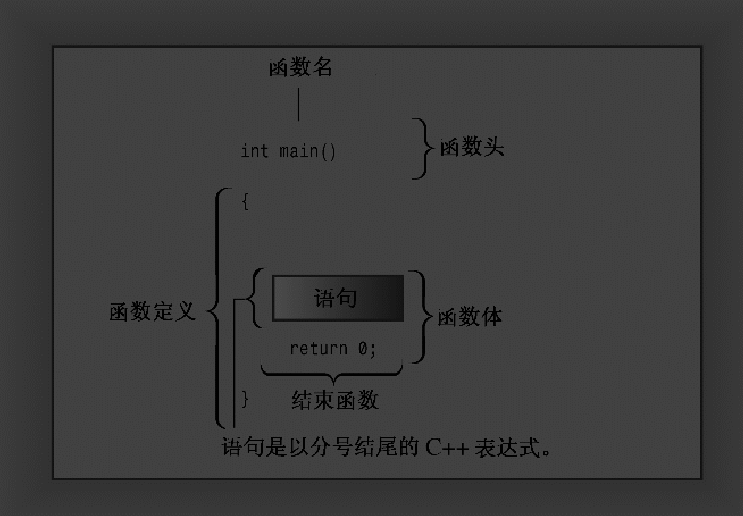 函数名
int main()
函数头
{
语句
函数定义
函数体
return 0;
}
结束函数
语句是以分号结尾的 C++ 表达式。